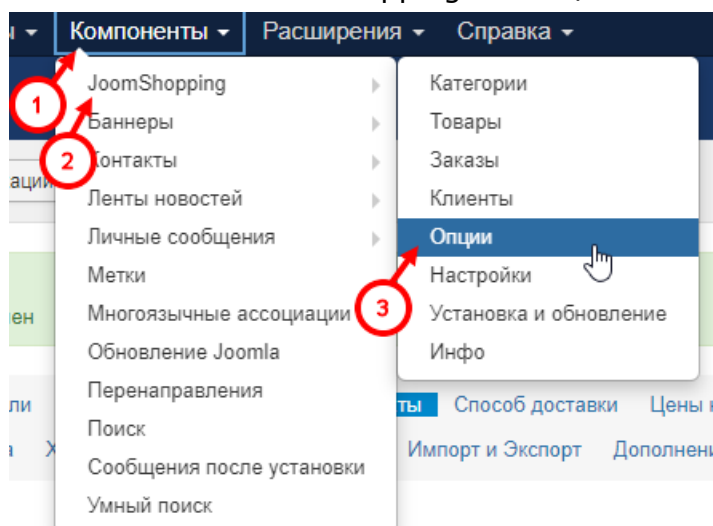 Компоненты Расширения Справка
JoomShopping
Баннеры
Контакты
Ленты новостей
Личные сообщения
Метки
Многоязычные ассоциации
Обновление Joomla
Перенаправления
Поиск
Сообщения после установки
Умный поиск
Категории
Товары
Заказы
Клиенты
Опции
Настройки
Установка и обновление
Инфо
1
2
3
Способ доставки Цены
Импорт и Экспорт